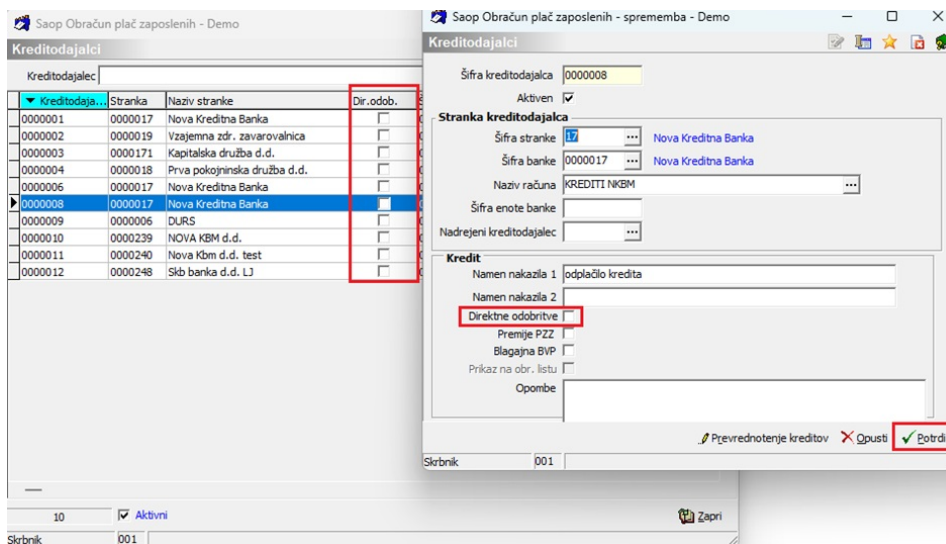 Saop Obračun plač zaposlenih - Demo
Kreditodajalci
Kreditodajalec
Kreditodaja... Stranka Naziv stranke Dir.odob.
0000001 0000017 Nova Kreditna Banka
0000002 0000019 Vzajemna zdr. zavarovalnica
0000003 0000171 Kapitalska družba d.d.
0000004 0000018 Prva pokojninska družba d.d.
0000006 0000017 Nova Kreditna Banka
0000008 0000017 Nova Kreditna Banka
0000009 0000006 DURS
0000010 0000239 NOVA KBM d.d.
0000011 0000240 Nova Kbm d.d. test
0000012 0000248 Skb banka d.d. LJ
10 Aktivni Zapri
Skrbnik 001
Saop Obračun plač zaposlenih - sprememba - Demo
Kreditodajalci
Šifra kreditodajalca 0000008
Aktiven
Stranka kreditodajalca
Šifra stranke 17 ... Nova Kreditna Banka
Šifra banke 0000017 ... Nova Kreditna Banka
Naziv računa KREDITI NKBM ...
Šifra enote banke
Nadrejeni kreditodajalec ...
Kredit
Namen nakazila 1 odplačilo kredita
Namen nakazila 2
Direktne odobritve
Premije PZZ
Blagajna BVP
Prikaz na obr. listu
Opombe
Prevrednotenje kreditov Opusti Potrdi
Skrbnik 001